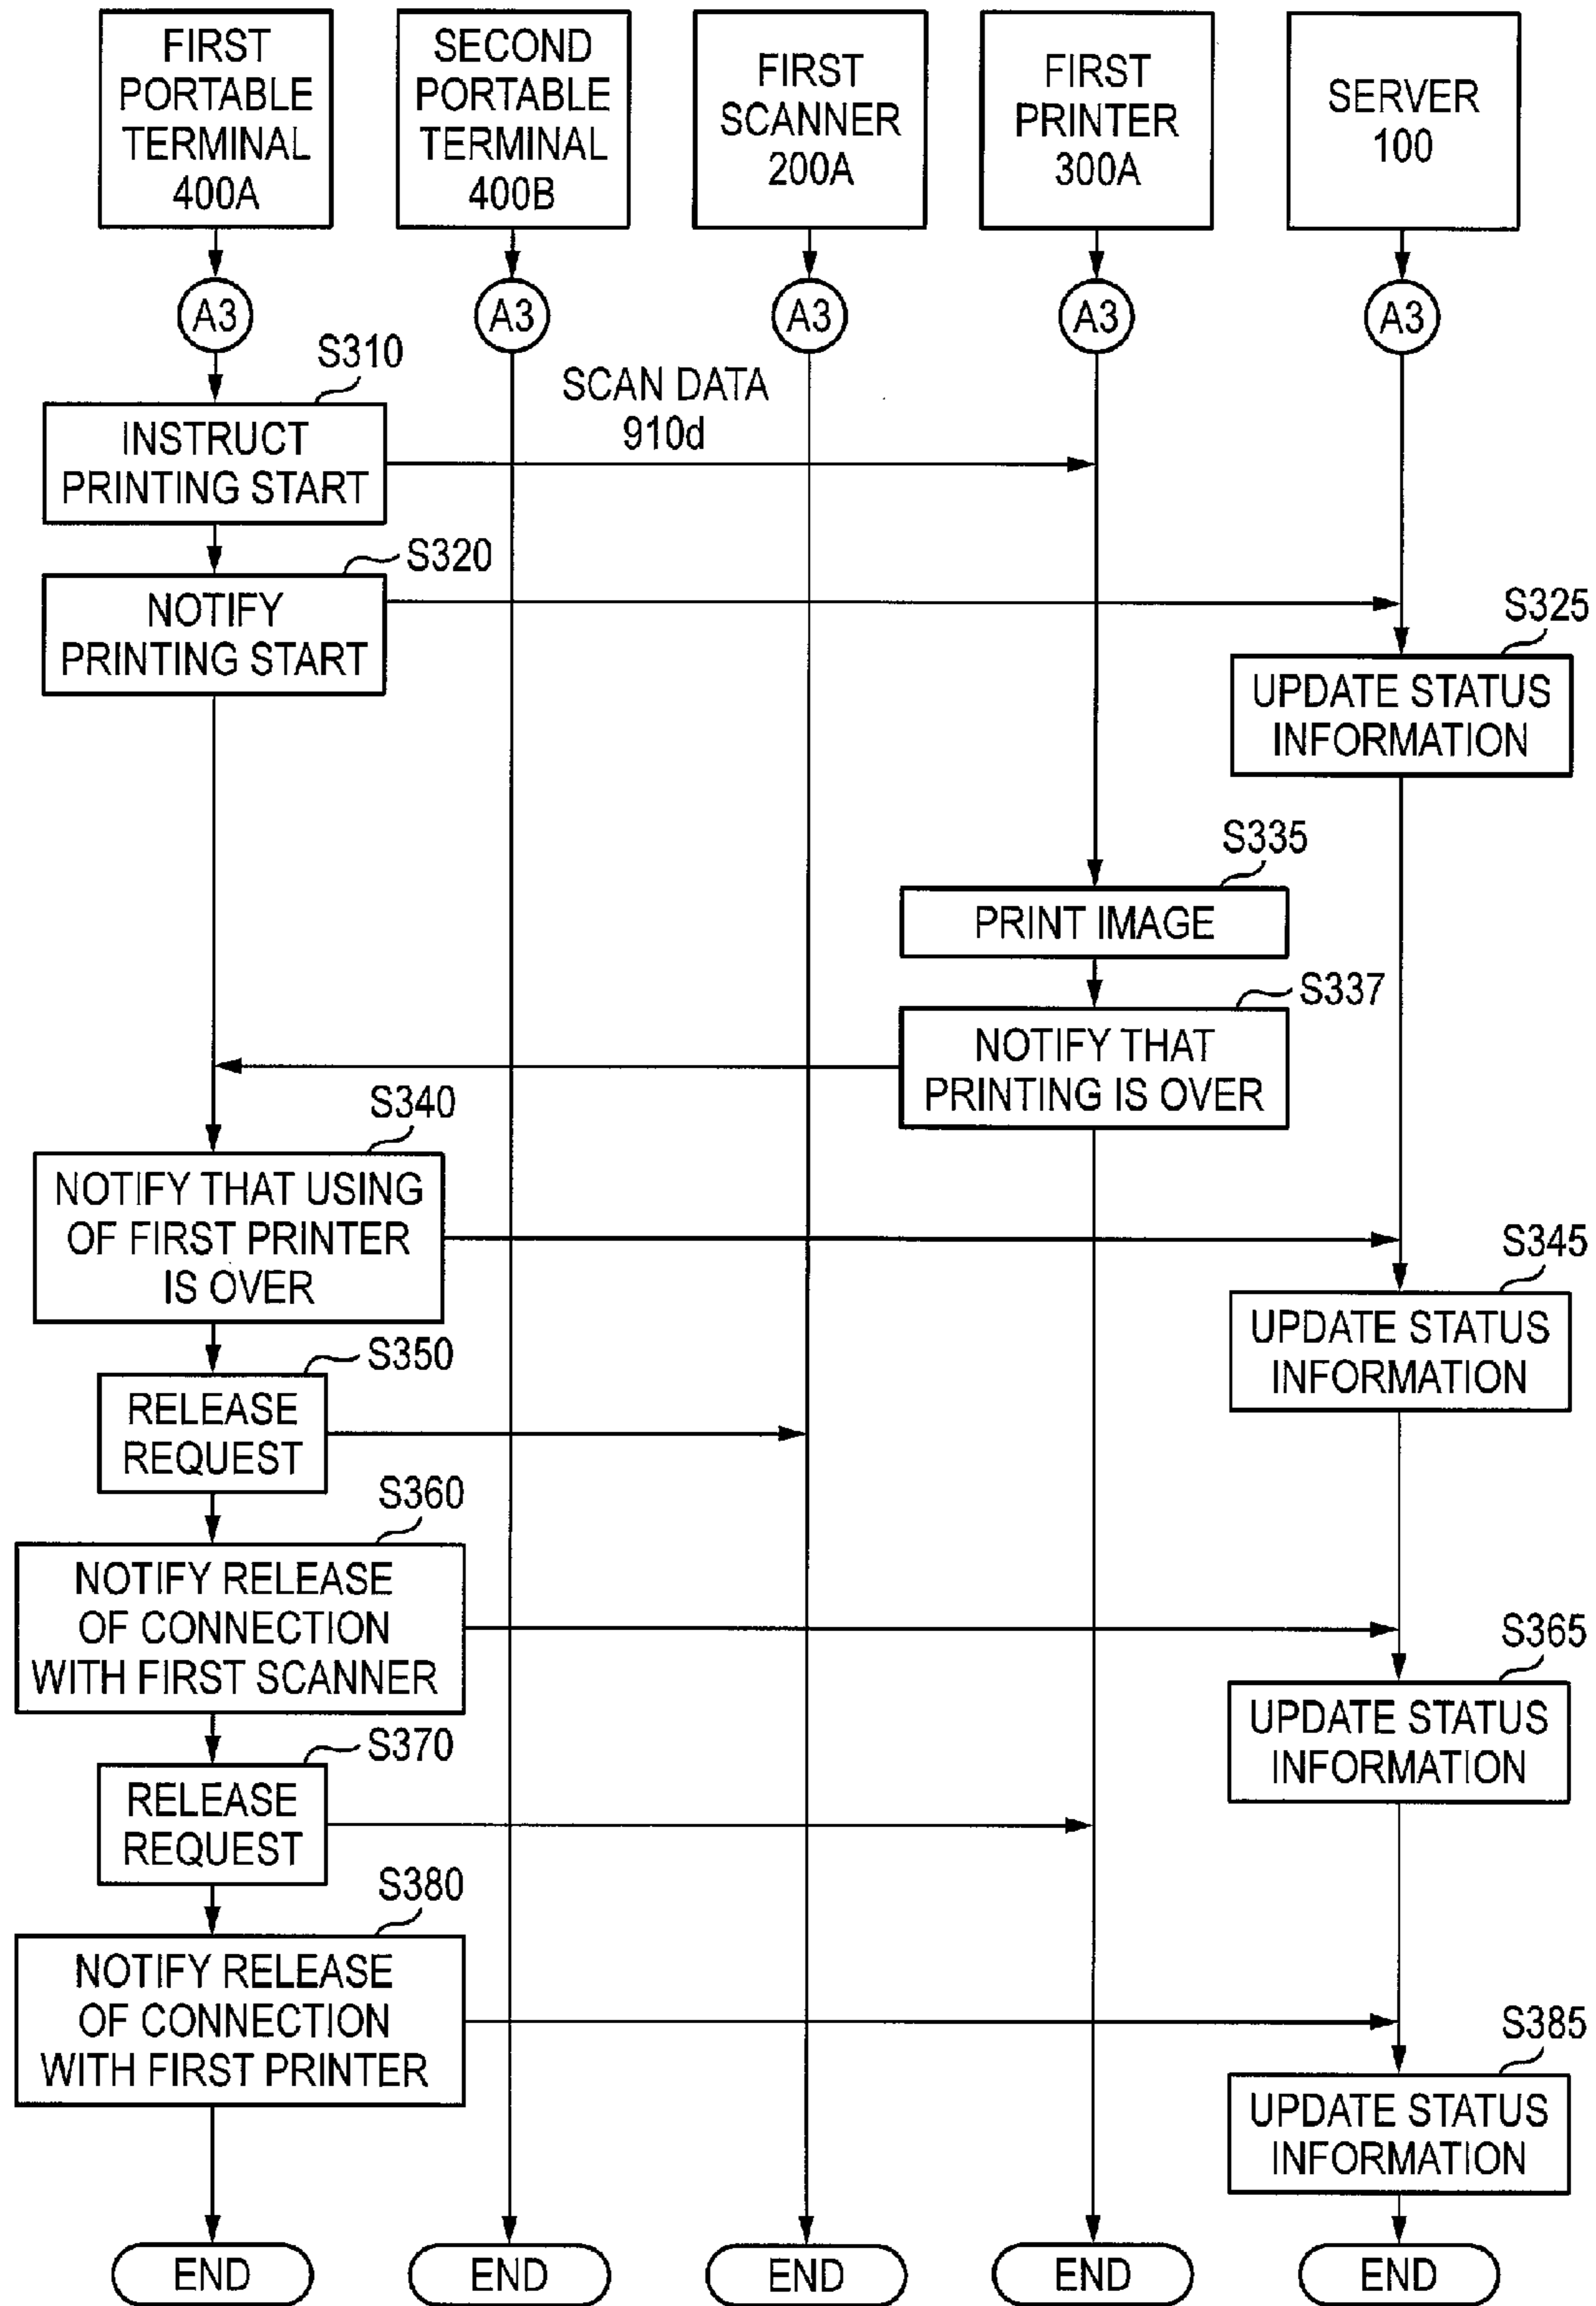 FIRST
PORTABLE
TERMINAL
400A
SECOND
PORTABLE
TERMINAL
400B
FIRST
SCANNER
200A
FIRST
PRINTER
300A
SERVER
100
A3
A3
A3
A3
A3
S310
INSTRUCT
PRINTING START
SCAN DATA
910d
S320
NOTIFY
PRINTING START
S325
UPDATE STATUS
INFORMATION
S335
PRINT IMAGE
S337
NOTIFY THAT
PRINTING IS OVER
S340
NOTIFY THAT USING
OF FIRST PRINTER
IS OVER
S345
UPDATE STATUS
INFORMATION
S350
RELEASE
REQUEST
S360
NOTIFY RELEASE
OF CONNECTION
WITH FIRST SCANNER
S365
UPDATE STATUS
INFORMATION
S370
RELEASE
REQUEST
S380
NOTIFY RELEASE
OF CONNECTION
WITH FIRST PRINTER
S385
UPDATE STATUS
INFORMATION
END
END
END
END
END